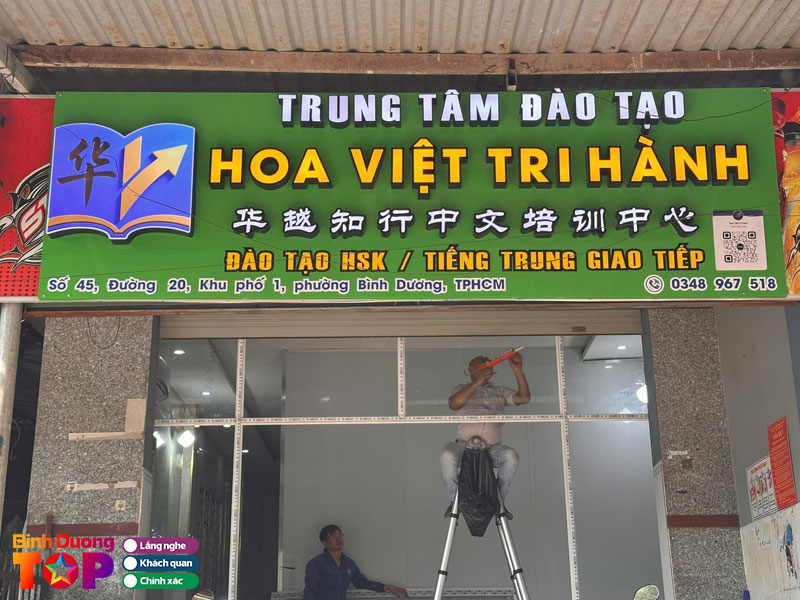 TRUNG TÂM ĐÀO TẠO
华
HOA VIỆT TRI HÀNH
华越知行中文培训中心
ĐÀO TẠO HSK / TIẾNG TRUNG GIAO TIẾP
Số 45, Đường 20, Khu phố 1, phường Bình Dương, TPHCM
0348 967 518
Bình Dương
TOP
Lắng nghe
Khách quan
Chính xác